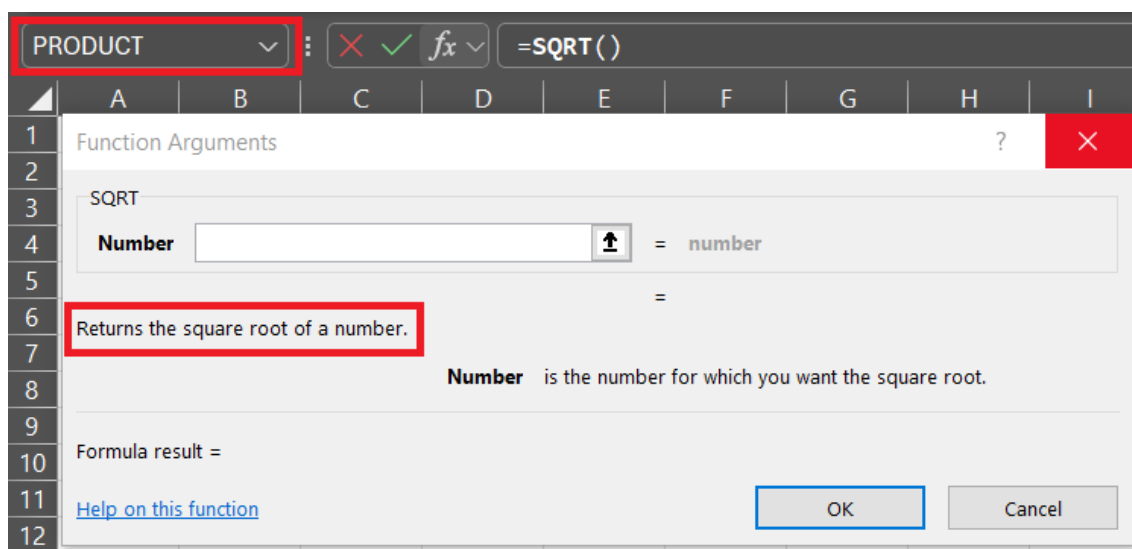 PRODUCT fx =SQRT()
A B C D E F G H I
1 Function Arguments ?
2
3 SQRT
4 Number = number
5
=
6 Returns the square root of a number.
7
8 Number is the number for which you want the square root.
9
10 Formula result =
11 Help on this function OK Cancel
12